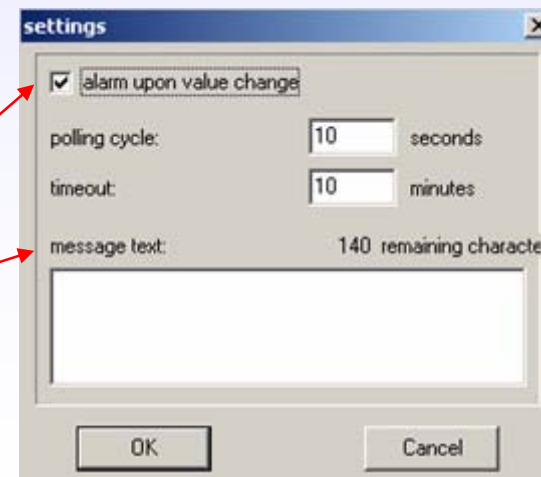 settings
alarm upon value change
polling cycle: 10 seconds
timeout: 10 minutes
message text: 140 remaining characte
OK Cancel